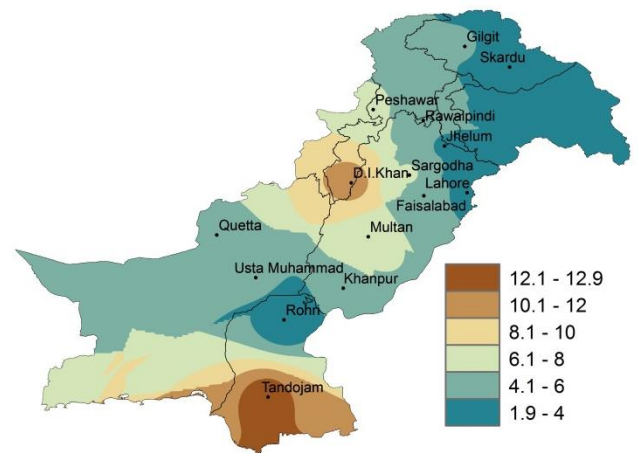 Gilgit
Skardu
Peshawar
Rawalpindi
Jhelum
Sargodha
D.I.Khan
Lahore
Faisalabad
Quetta
Multan
Usta Muhammad
Khanpur
Rohri
Tandojam
12.1 - 12.9
10.1 - 12
8.1 - 10
6.1 - 8
4.1 - 6
1.9 - 4